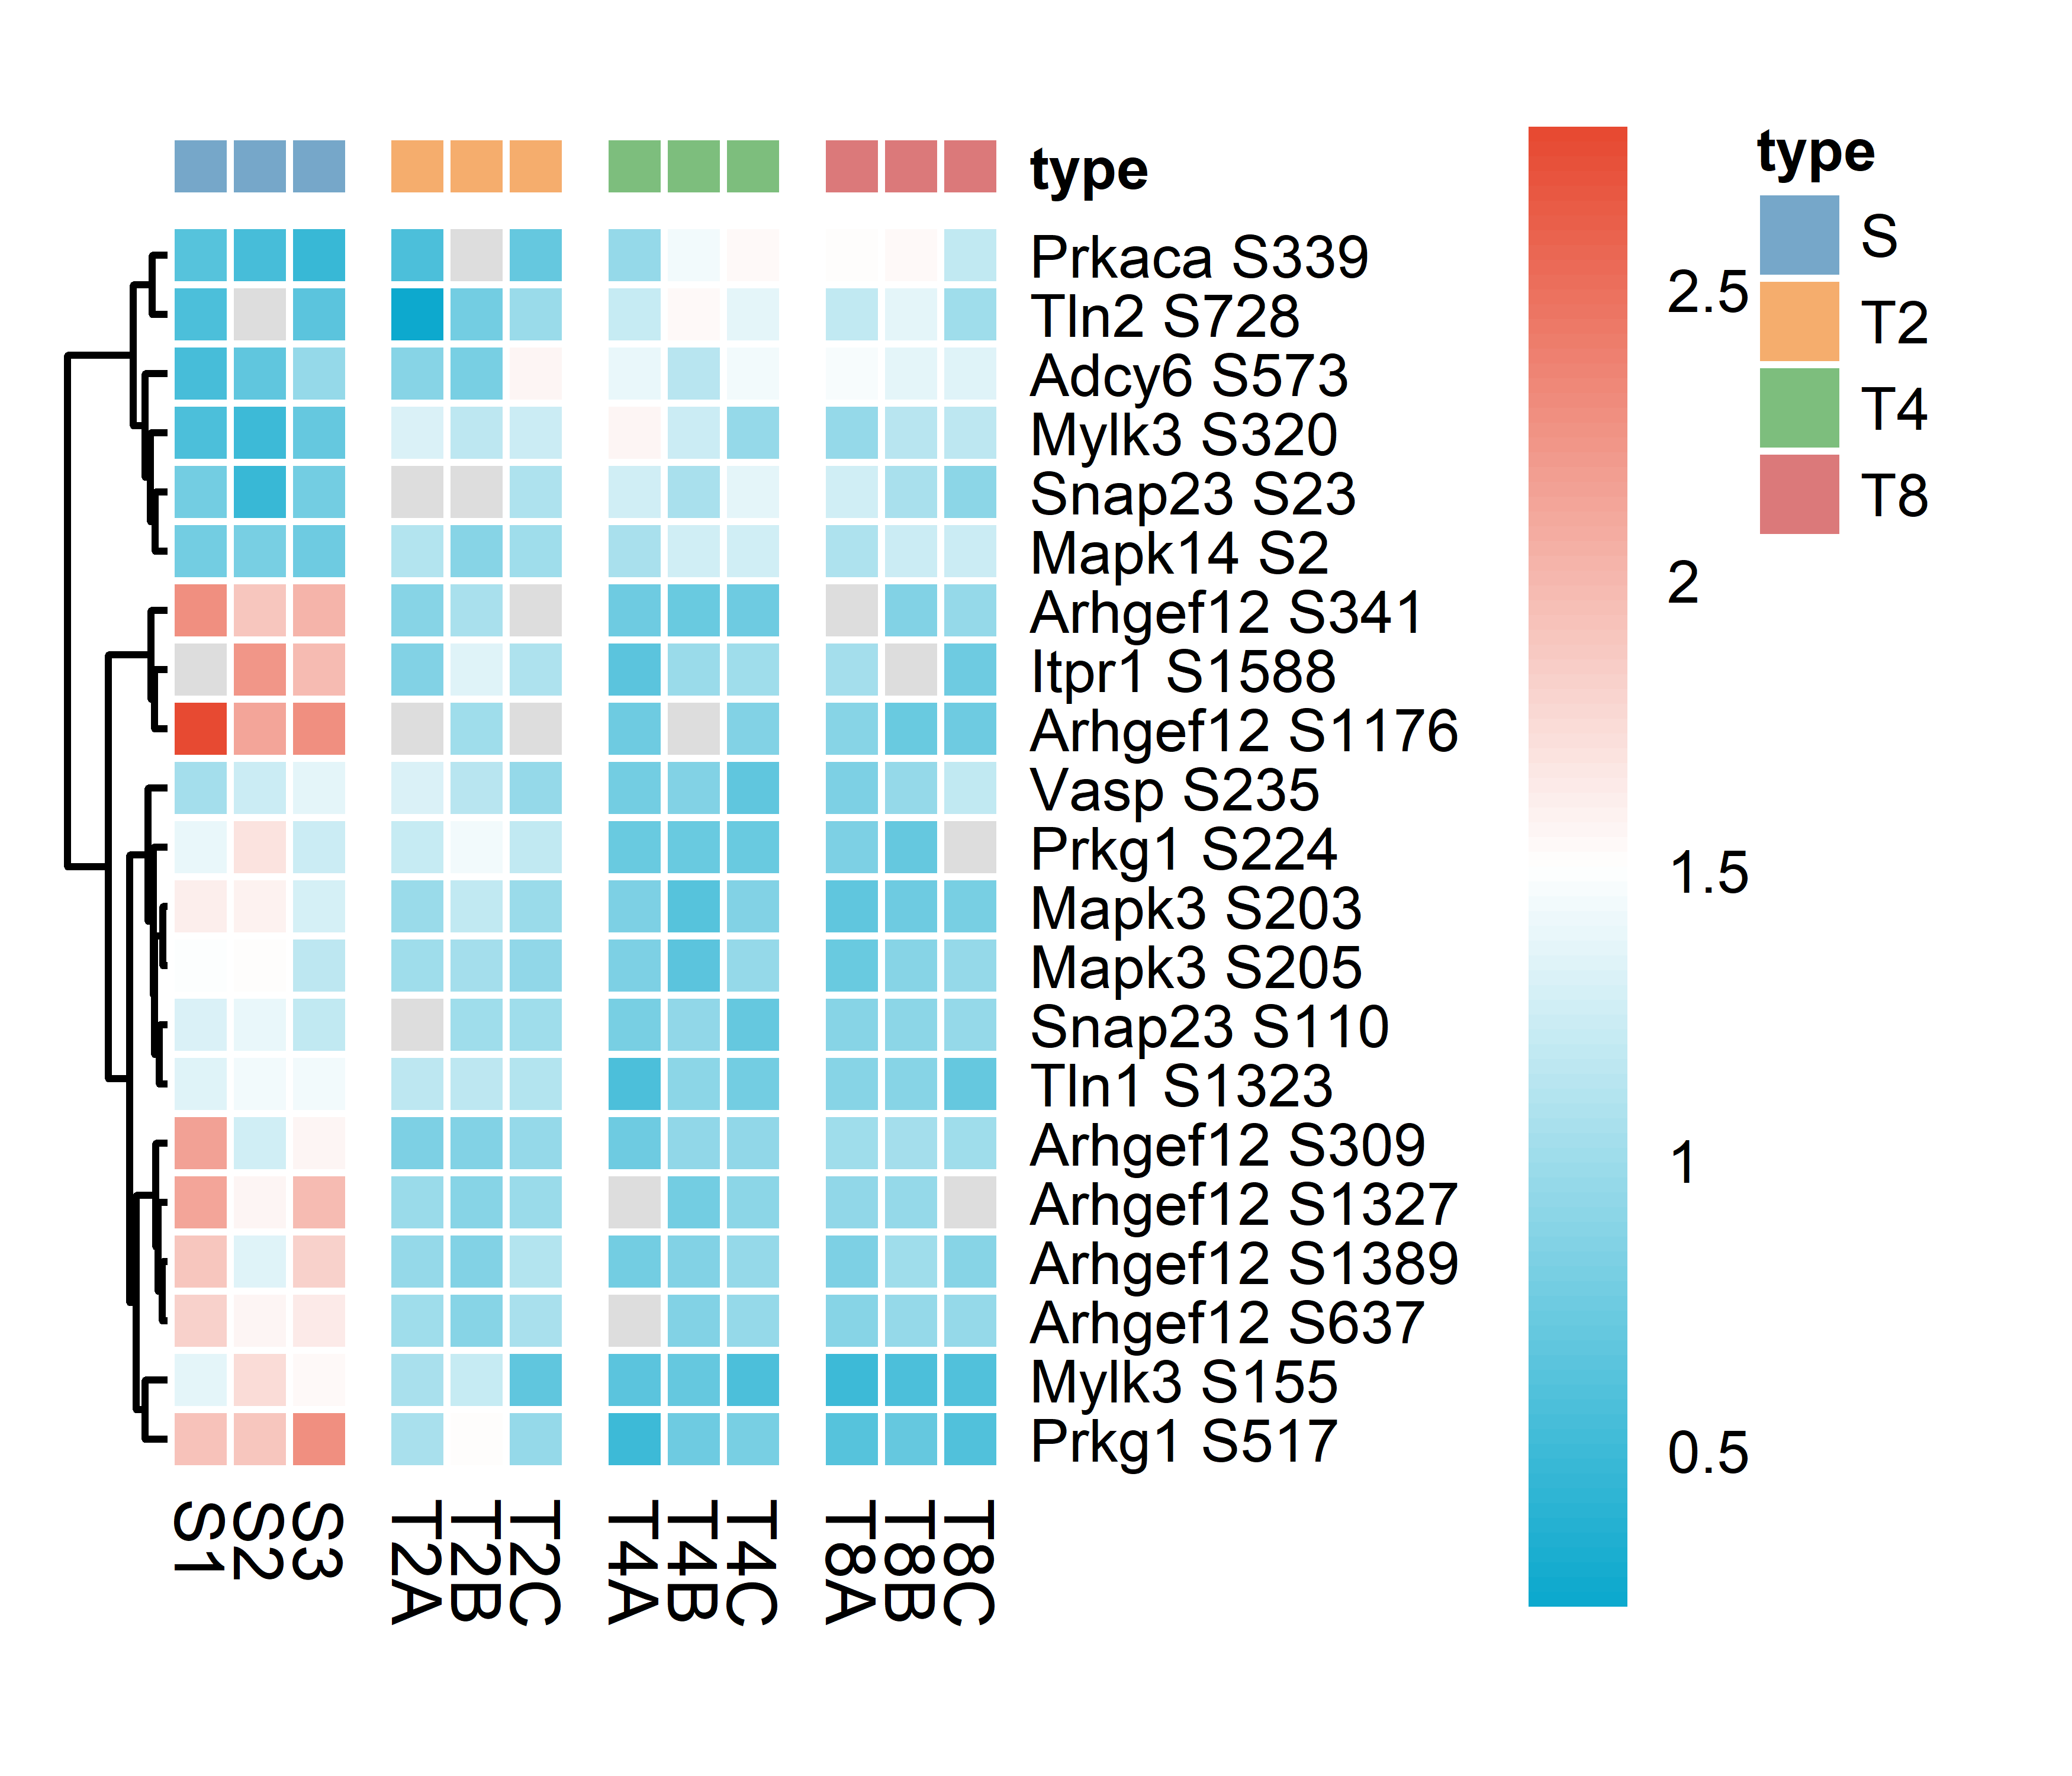 type
Prkaca S339
Tln2 S728
Adcy6 S573
Mylk3 S320
Snap23 S23
Mapk14 S2
Arhgef12 S341
Itpr1 S1588
Arhgef12 S1176
Vasp S235
Prkg1 S224
Mapk3 S203
Mapk3 S205
Snap23 S110
Tln1 S1323
Arhgef12 S309
Arhgef12 S1327
Arhgef12 S1389
Arhgef12 S637
Mylk3 S155
Prkg1 S517
S1
S2
S3
T2A
T2B
T2C
T4A
T4B
T4C
T8A
T8B
T8C
2.5
2
1.5
1
0.5
type
S
T2
T4
T8